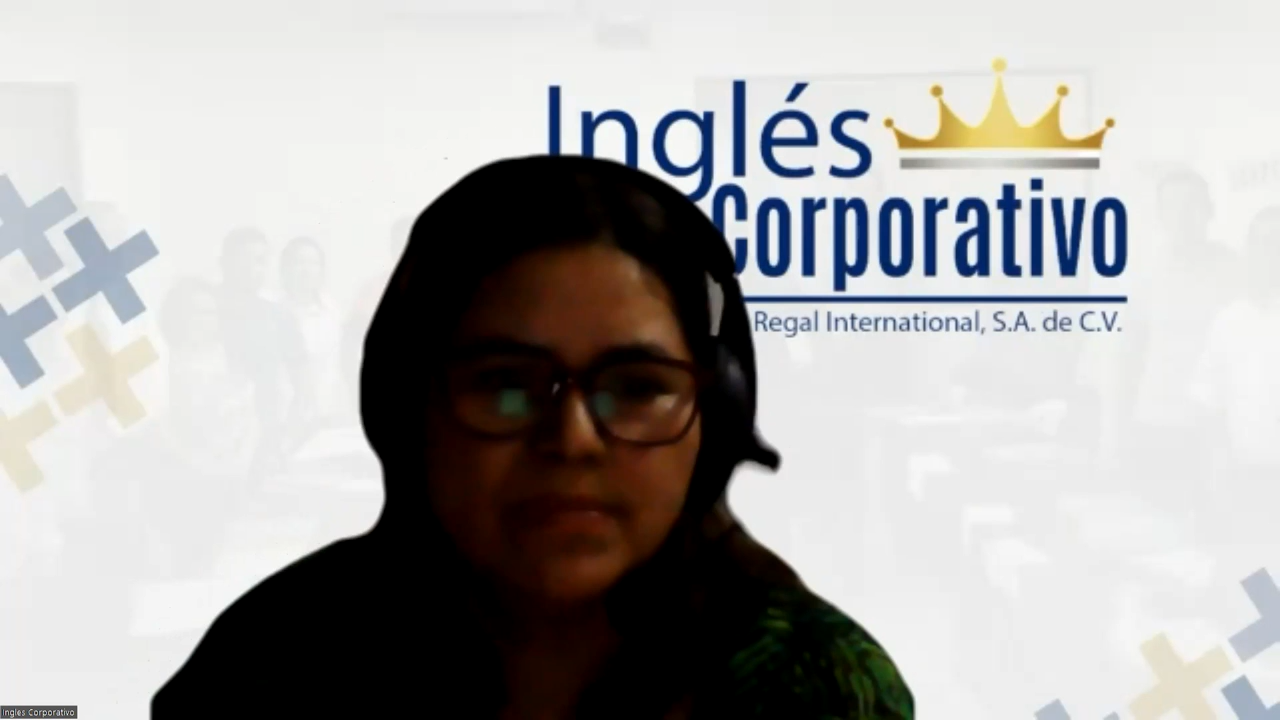 Inglés
Corporativo
Regal International, S.A. de C.V.
Ingles Corporativo